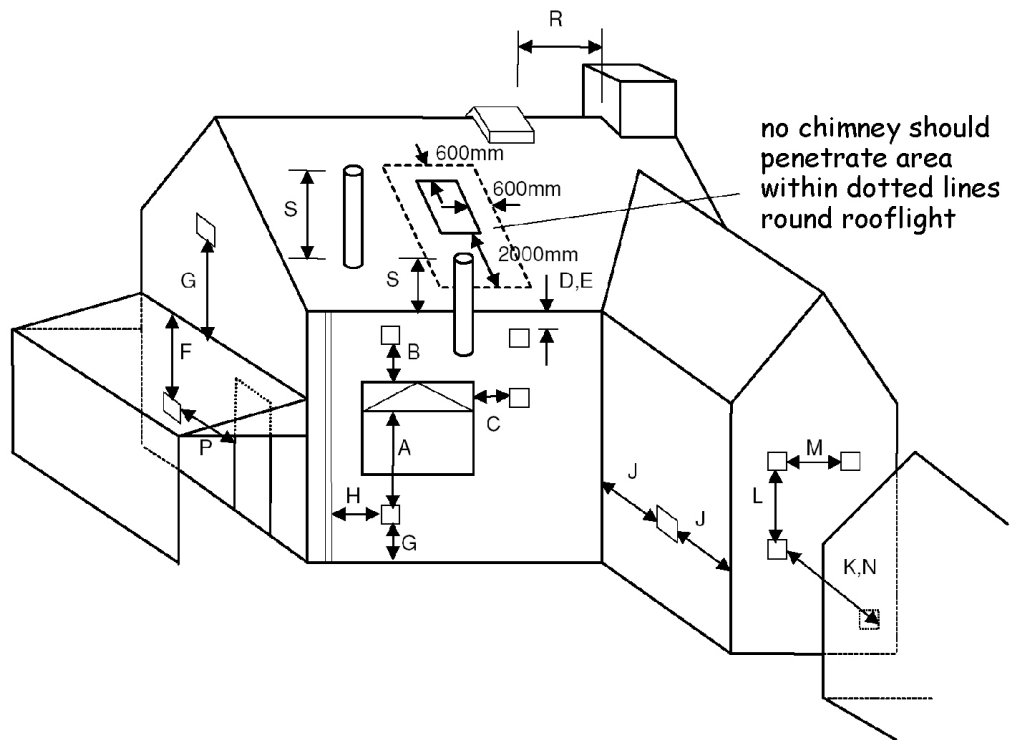 R
no chimney should
penetrate area
within dotted lines
round rooflight
600mm
600mm
S
2000mm
S
D,E
G
F
B
C
P
A
H
G
J
J
M
L
K,N